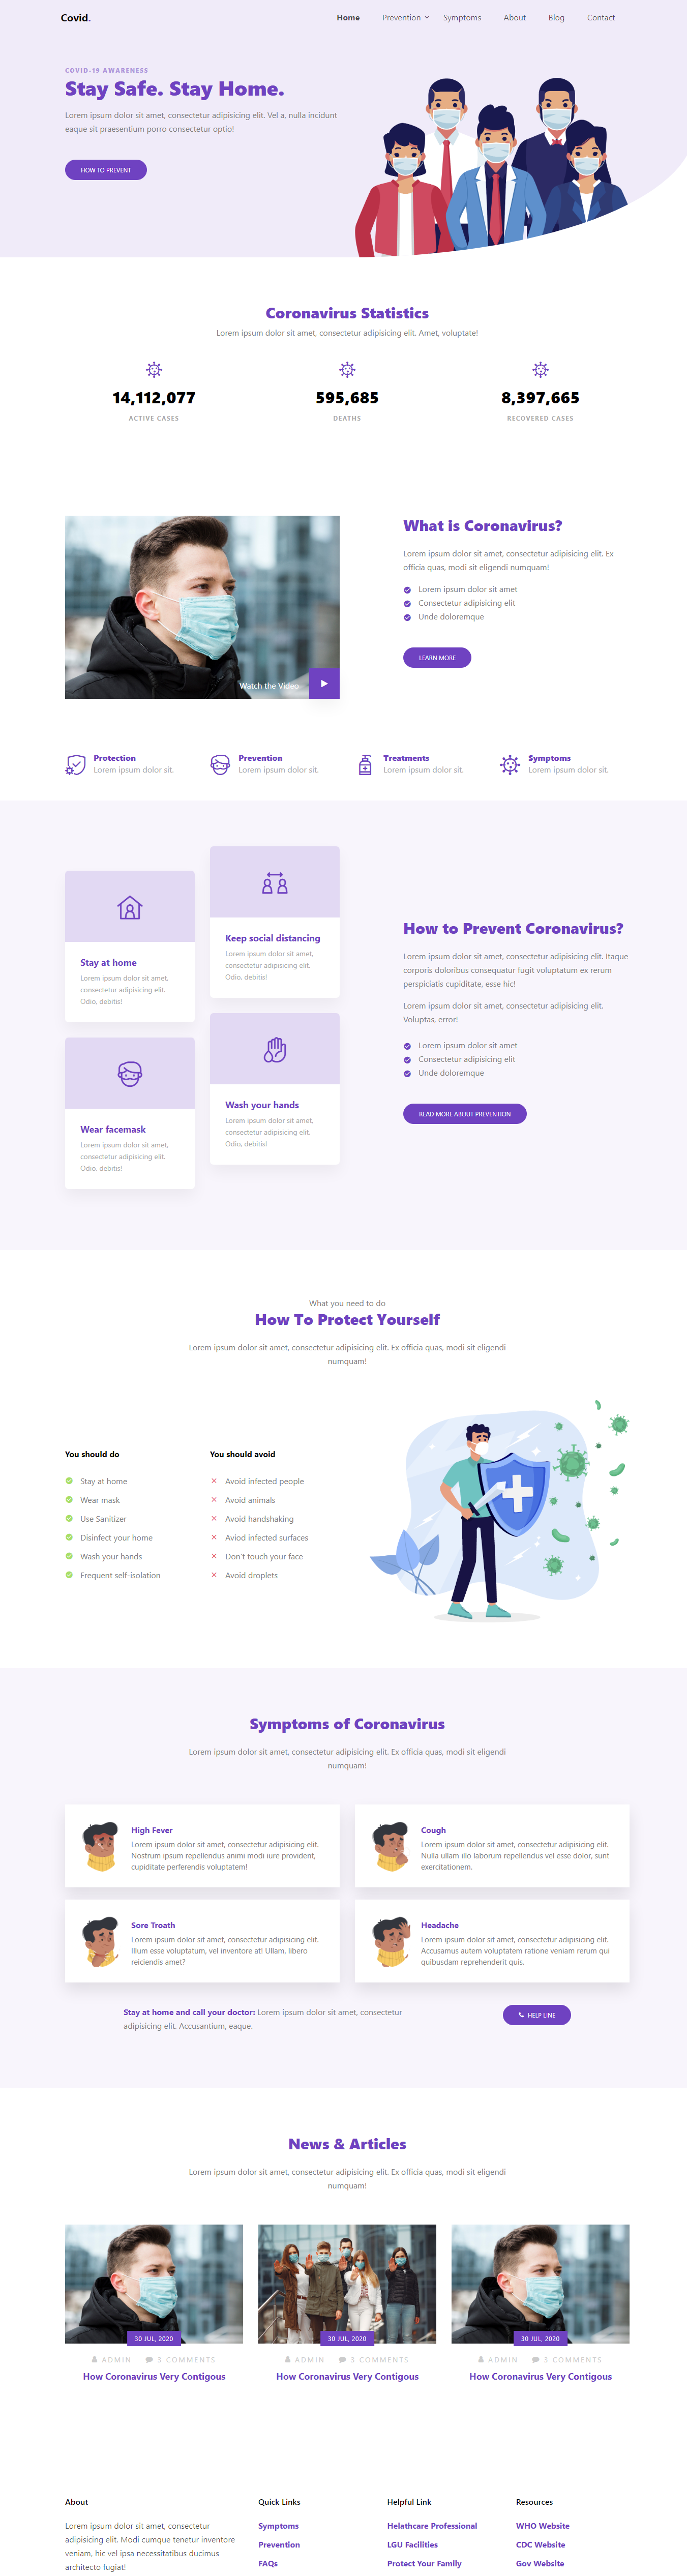 Covid.
Home Prevention Symptoms About Blog Contact
COVID-19 AWARENESS
Stay Safe. Stay Home.
Lorem ipsum dolor sit amet, consectetur adipisicing elit. Vel a, nulla incidunt
eaque sit praesentium porro consectetur optio!
HOW TO PREVENT
Coronavirus Statistics
Lorem ipsum dolor sit amet, consectetur adipisicing elit. Amet, voluptate!
14,112,077
ACTIVE CASES
595,685
DEATHS
8,397,665
RECOVERED CASES
Watch the Video
What is Coronavirus?
Lorem ipsum dolor sit amet, consectetur adipisicing elit. Ex
officia quas, modi sit eligendi numquam!
Lorem ipsum dolor sit amet
Consectetur adipisicing elit
Unde doloremque
LEARN MORE
Protection
Lorem ipsum dolor sit.
Prevention
Lorem ipsum dolor sit.
Treatments
Lorem ipsum dolor sit.
Symptoms
Lorem ipsum dolor sit.
Stay at home
Lorem ipsum dolor sit amet,
consectetur adipisicing elit.
Odio, debitis!
Wear facemask
Lorem ipsum dolor sit amet,
consectetur adipisicing elit.
Odio, debitis!
Keep social distancing
Lorem ipsum dolor sit amet,
consectetur adipisicing elit.
Odio, debitis!
Wash your hands
Lorem ipsum dolor sit amet,
consectetur adipisicing elit.
Odio, debitis!
How to Prevent Coronavirus?
Lorem ipsum dolor sit amet, consectetur adipisicing elit. Itaque
corporis doloribus consequatur fugit voluptatum ex rerum
perspiciatis cupiditate, esse hic!
Lorem ipsum dolor sit amet, consectetur adipisicing elit.
Voluptas, error!
Lorem ipsum dolor sit amet
Consectetur adipisicing elit
Unde doloremque
READ MORE ABOUT PREVENTION
What you need to do
How To Protect Yourself
Lorem ipsum dolor sit amet, consectetur adipisicing elit. Ex officia quas, modi sit eligendi
numquam!
You should do
Stay at home
Wear mask
Use Sanitizer
Disinfect your home
Wash your hands
Frequent self-isolation
You should avoid
Avoid infected people
Avoid animals
Avoid handshaking
Aviod infected surfaces
Don't touch your face
Avoid droplets
Symptoms of Coronavirus
Lorem ipsum dolor sit amet, consectetur adipisicing elit. Ex officia quas, modi sit eligendi
numquam!
High Fever
Lorem ipsum dolor sit amet, consectetur adipisicing elit.
Nostrum ipsum repellendus animi modi iure provident,
cupiditate perferendis voluptatem!
Cough
Lorem ipsum dolor sit amet, consectetur adipisicing elit.
Nulla ullam illo laborum repellendus vel esse dolor, sunt
exercitationem.
Sore Troath
Lorem ipsum dolor sit amet, consectetur adipisicing elit.
Illum esse voluptatum, vel inventore at! Ullam, libero
reiciendis amet?
Headache
Lorem ipsum dolor sit amet, consectetur adipisicing elit.
Accusamus autem voluptatem ratione veniam rerum qui
quibusdam reprehenderit quis.
Stay at home and call your doctor: Lorem ipsum dolor sit amet, consectetur
adipisicing elit. Accusantium, eaque.
HELP LINE
News & Articles
Lorem ipsum dolor sit amet, consectetur adipisicing elit. Ex officia quas, modi sit eligendi
numquam!
30 JUL, 2020
ADMIN 3 COMMENTS
How Coronavirus Very Contigous
30 JUL, 2020
ADMIN 3 COMMENTS
How Coronavirus Very Contigous
30 JUL, 2020
ADMIN 3 COMMENTS
How Coronavirus Very Contigous
About
Lorem ipsum dolor sit amet, consectetur
adipisicing elit. Modi cumque tenetur inventore
veniam, hic vel ipsa necessitatibus ducimus
architecto fugiat!
Quick Links
Symptoms
Prevention
FAQs
Helpful Link
Helathcare Professional
LGU Facilities
Protect Your Family
Resources
WHO Website
CDC Website
Gov Website